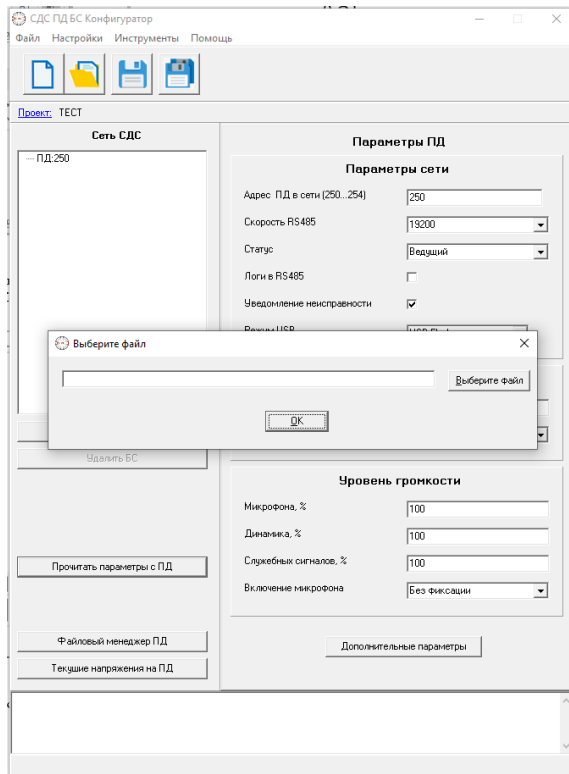 СДС ПД БС Конфигуратор
Файл Настройки Инструменты Помощь
Проект: ТЕСТ
Сеть СДС
ПД:250
Параметры ПД
Параметры сети
Адрес ПД в сети (250...254) 250
Скорость RS485 19200
Статус Ведущий
Логи в RS485
Уведомление неисправности
Режим USB
Выберите файл
Выберите файл
OK
Удалить БС
Уровень громкости
Микрофона, % 100
Динамика, % 100
Служебных сигналов, % 100
Включение микрофона Без фиксации
Прочитать параметры с ПД
Файловый менеджер ПД
Дополнительные параметры
Текущие напряжения на ПД